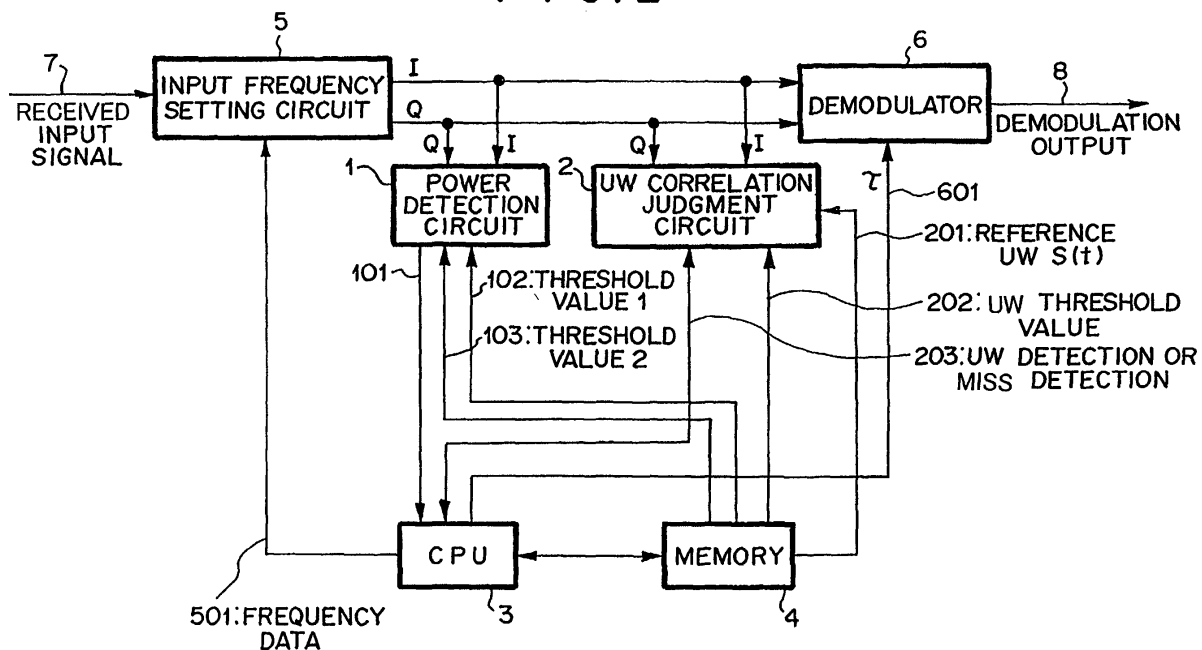 5
7
INPUT FREQUENCY
SETTING CIRCUIT
I
Q
6
DEMODULATOR
8
RECEIVED
INPUT
SIGNAL
DEMODULATION
OUTPUT
Q
I
Q
I
1
POWER
DETECTION
CIRCUIT
2
UW CORRELATION
JUDGMENT
CIRCUIT
τ
601
101
102:THRESHOLD
VALUE 1
103:THRESHOLD
VALUE 2
201:REFERENCE
UW S(t)
202:UW THRESHOLD
VALUE
203:UW DETECTION OR
MISS DETECTION
CPU
3
MEMORY
4
501:FREQUENCY
DATA